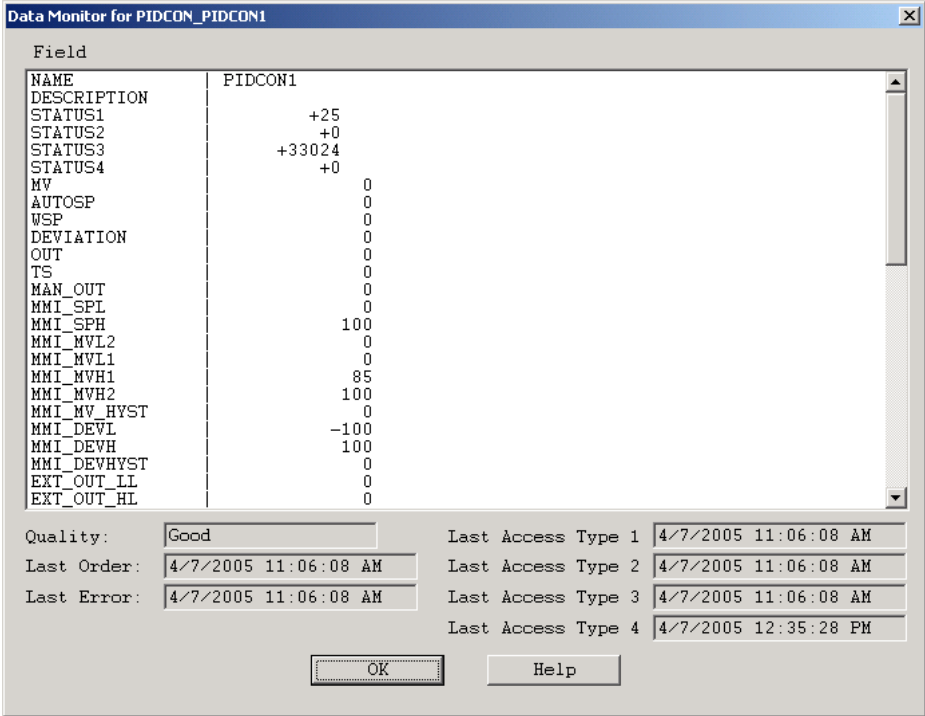 Data Monitor for PIDCON_PIDCON1
Field
NAME | PIDCON1
DESCRIPTION |
STATUS1 | +25
STATUS2 | +0
STATUS3 | +33024
STATUS4 | +0
MV | 0
AUTOSP | 0
WSP | 0
DEVIATION | 0
OUT | 0
TS | 0
MAN_OUT | 0
MMI_SPL | 0
MMI_SPH | 100
MMI_MVL2 | 0
MMI_MVL1 | 0
MMI_MVH1 | 85
MMI_MVH2 | 100
MMI_MV_HYST | 0
MMI_DEVL | -100
MMI_DEVH | 100
MMI_DEVHYST | 0
EXT_OUT_LL | 0
EXT_OUT_HL | 0
Quality: Good
Last Order: 4/7/2005 11:06:08 AM
Last Error: 4/7/2005 11:06:08 AM
Last Access Type 1 4/7/2005 11:06:08 AM
Last Access Type 2 4/7/2005 11:06:08 AM
Last Access Type 3 4/7/2005 11:06:08 AM
Last Access Type 4 4/7/2005 12:35:28 PM
OK
Help